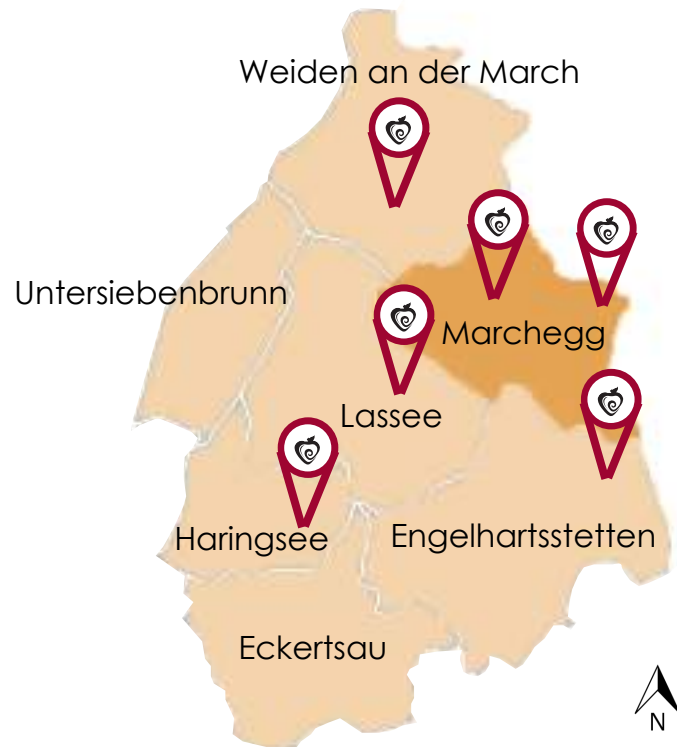 Weiden an der March
Untersiebenbrunn
Marchegg
Lassee
Haringsee
Engelhartsstetten
Eckertsau
N